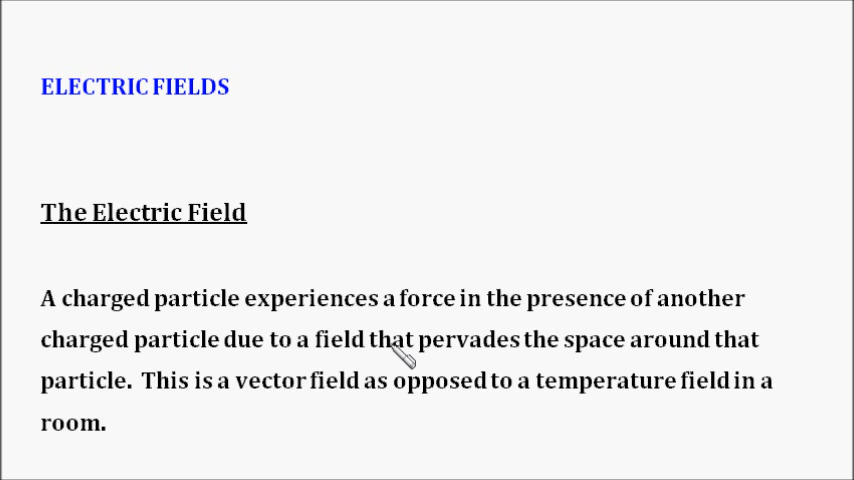 ELECTRIC FIELDS
The Electric Field
A charged particle experiences a force in the presence of another
charged particle due to a field that pervades the space around that
particle.  This is a vector field as opposed to a temperature field in a
room.